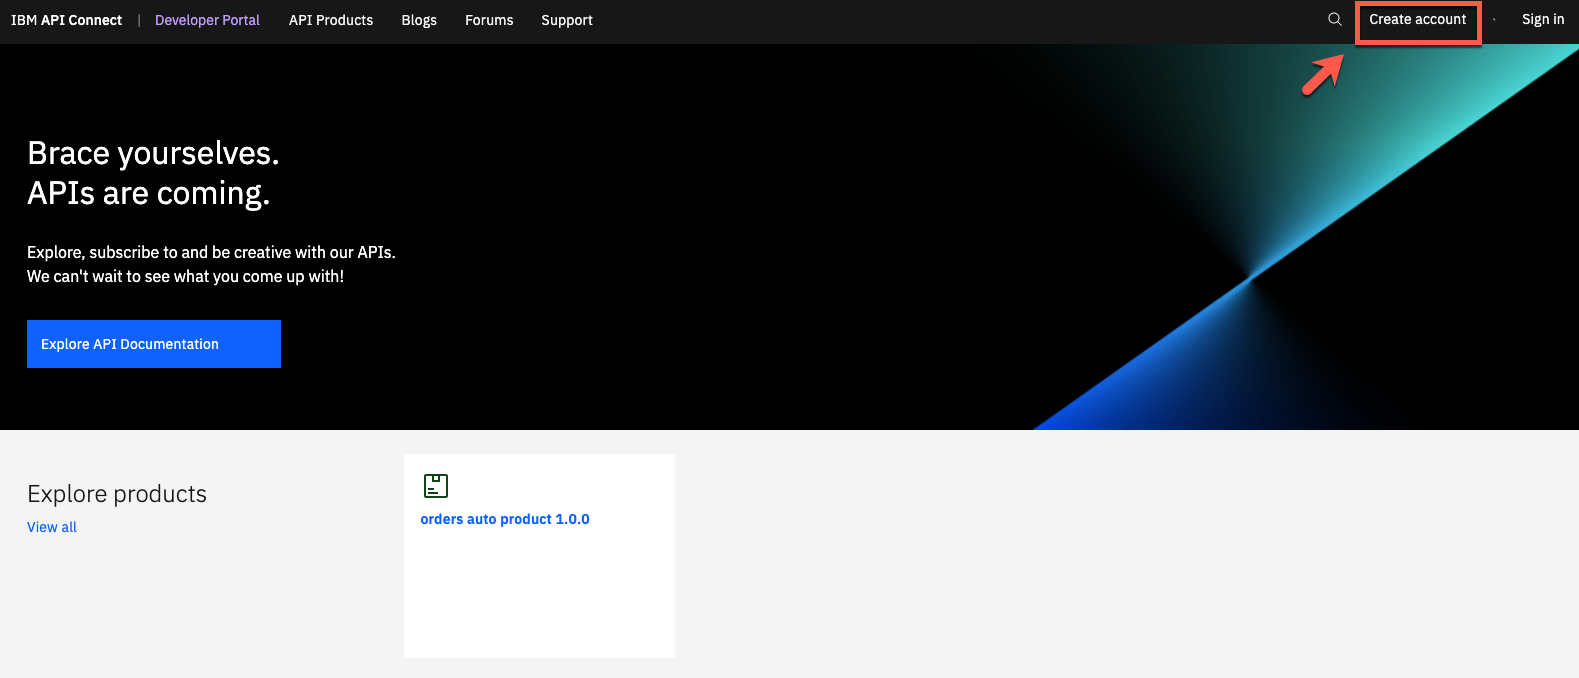 IBM API Connect | Developer Portal API Products Blogs Forums Support Create account · Sign in
Brace yourselves.
APIs are coming.
Explore, subscribe to and be creative with our APIs.
We can't wait to see what you come up with!
Explore API Documentation
Explore products
View all
orders auto product 1.0.0